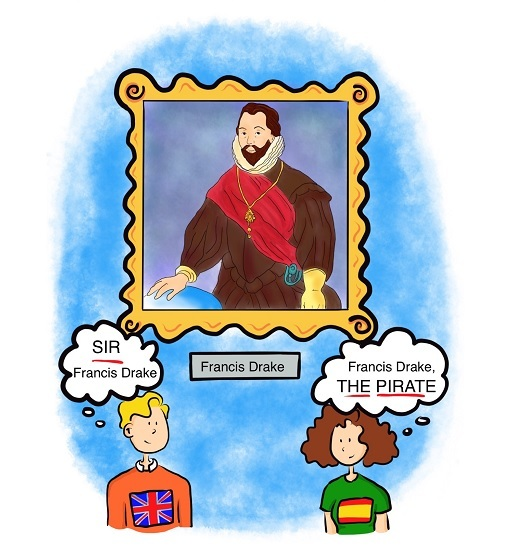 SIR
Francis Drake
Francis Drake
Francis Drake,
THE PIRATE